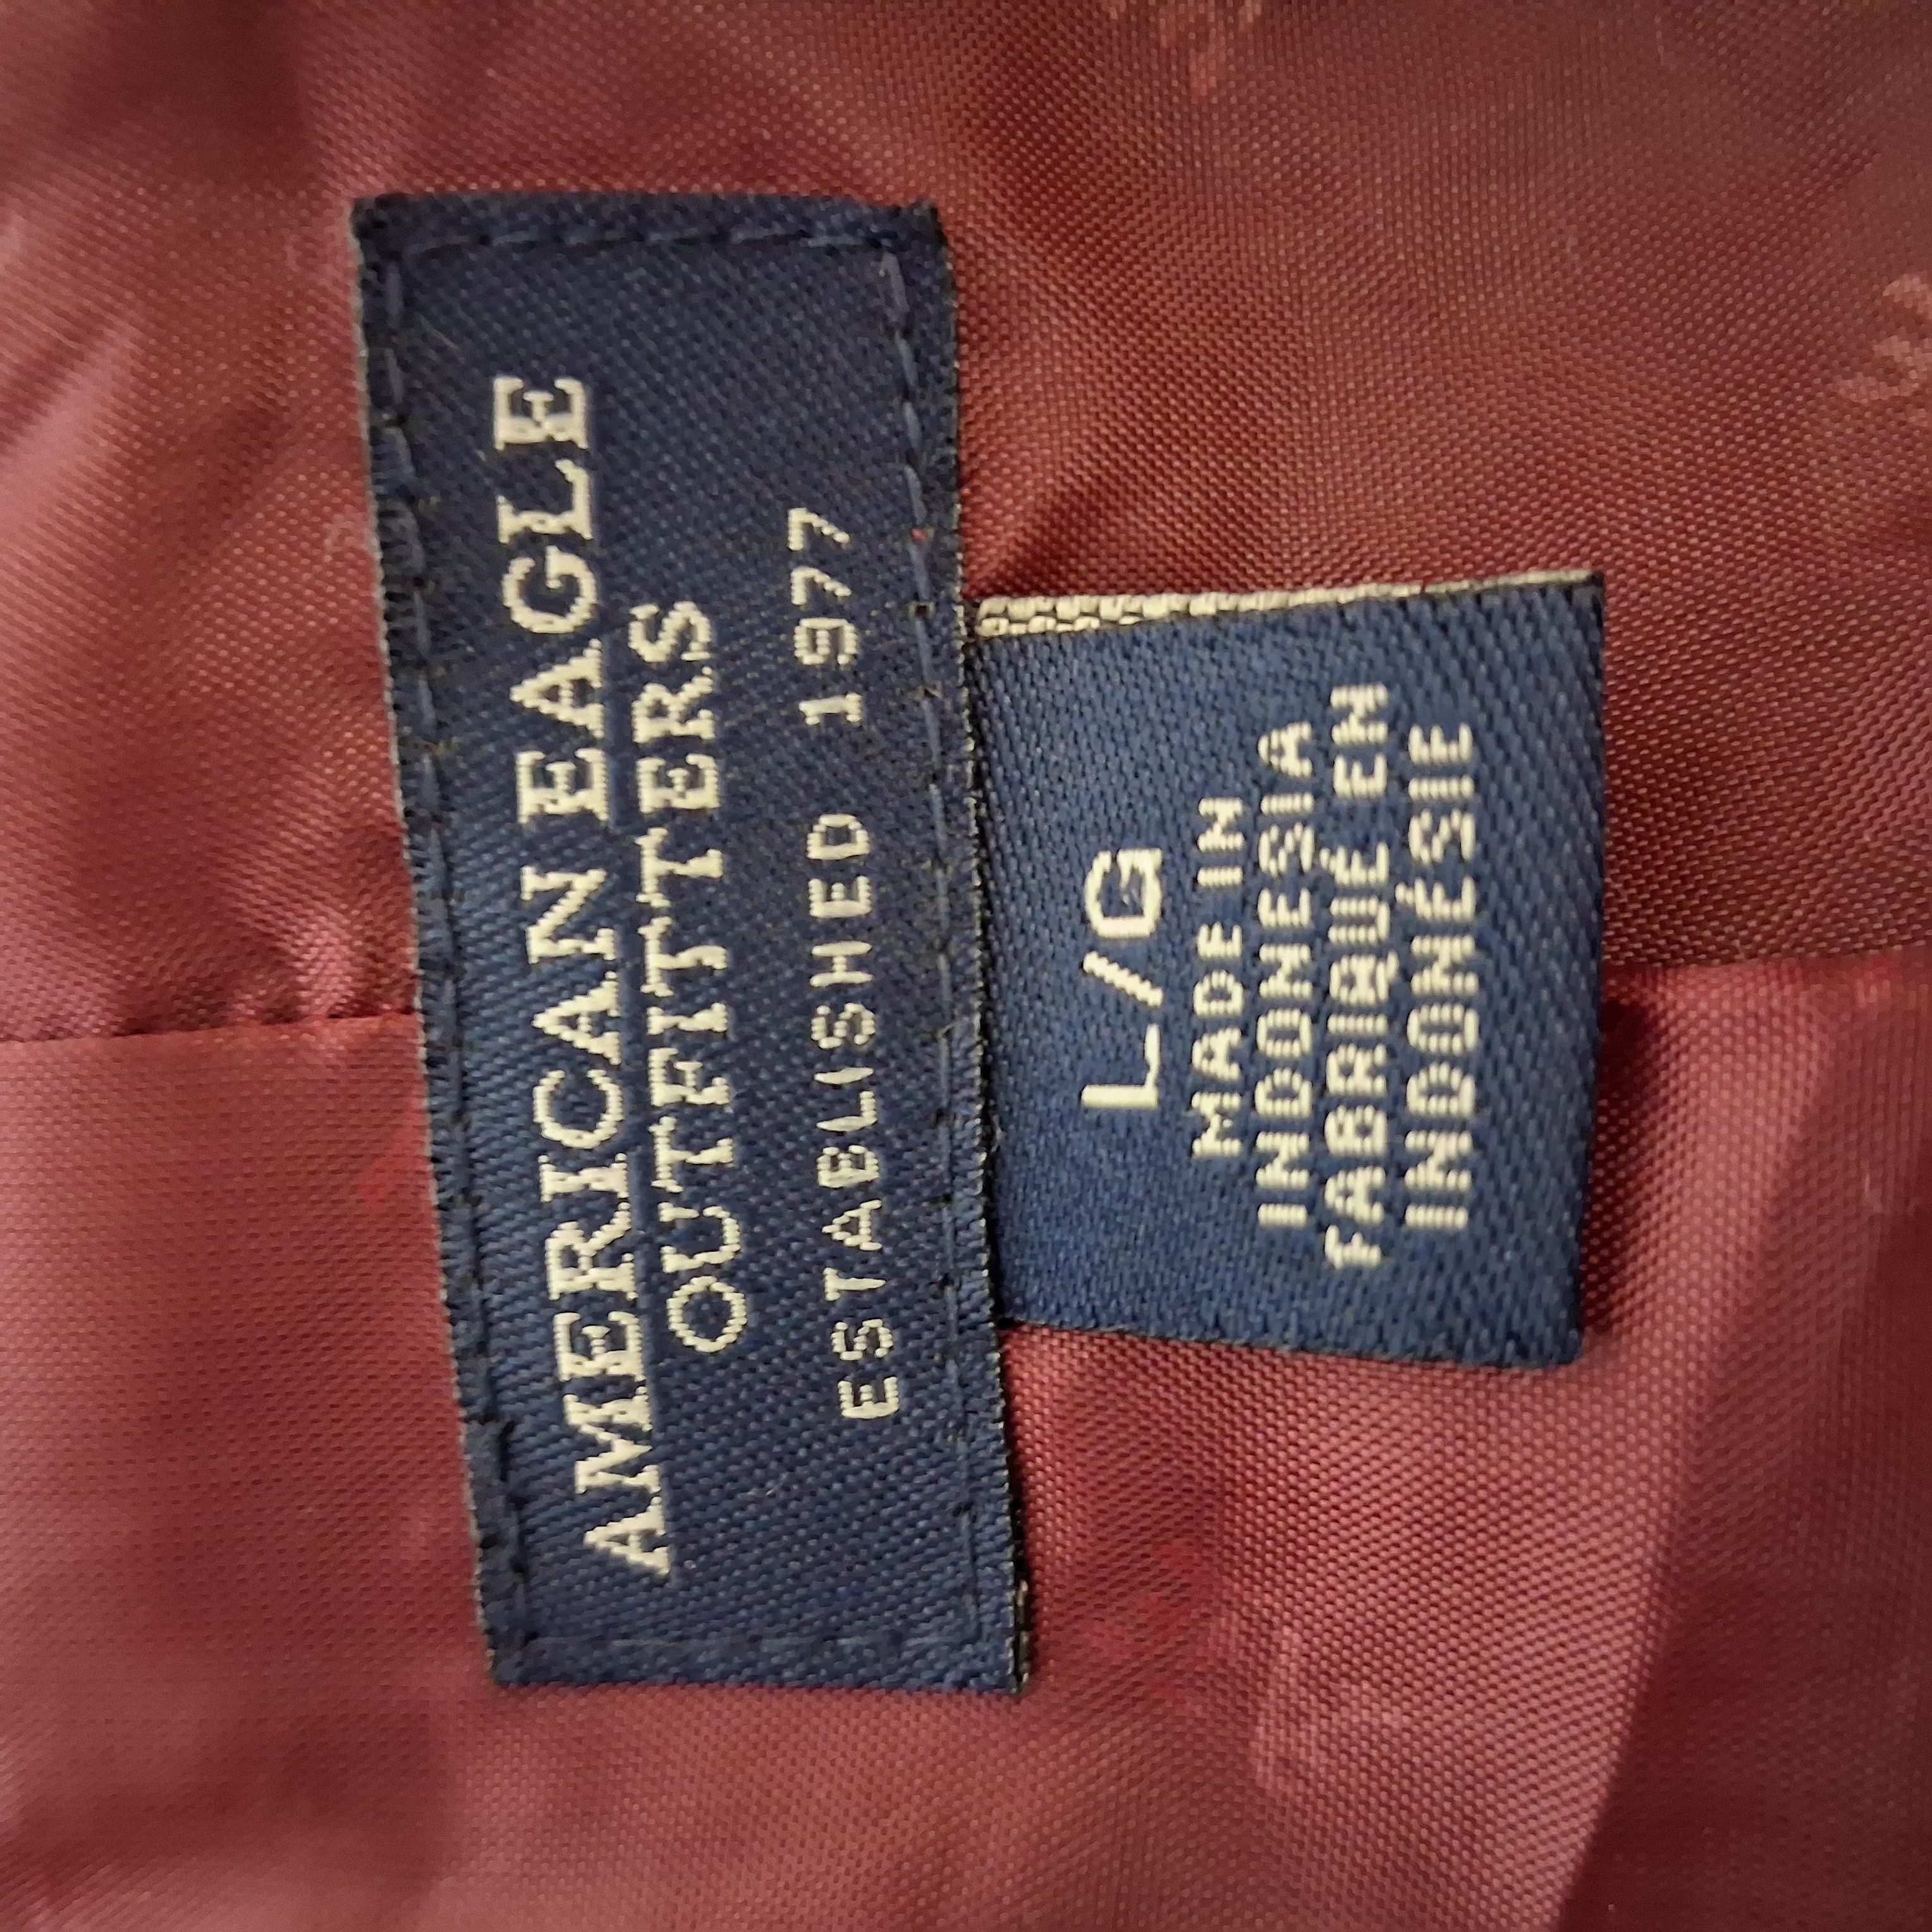 AMERICAN EAGLE
OUTFITTERS
ESTABLISHED 1977
L/G
MADE IN
INDONESIA
FABRIQUÉ EN
INDONÉSIE